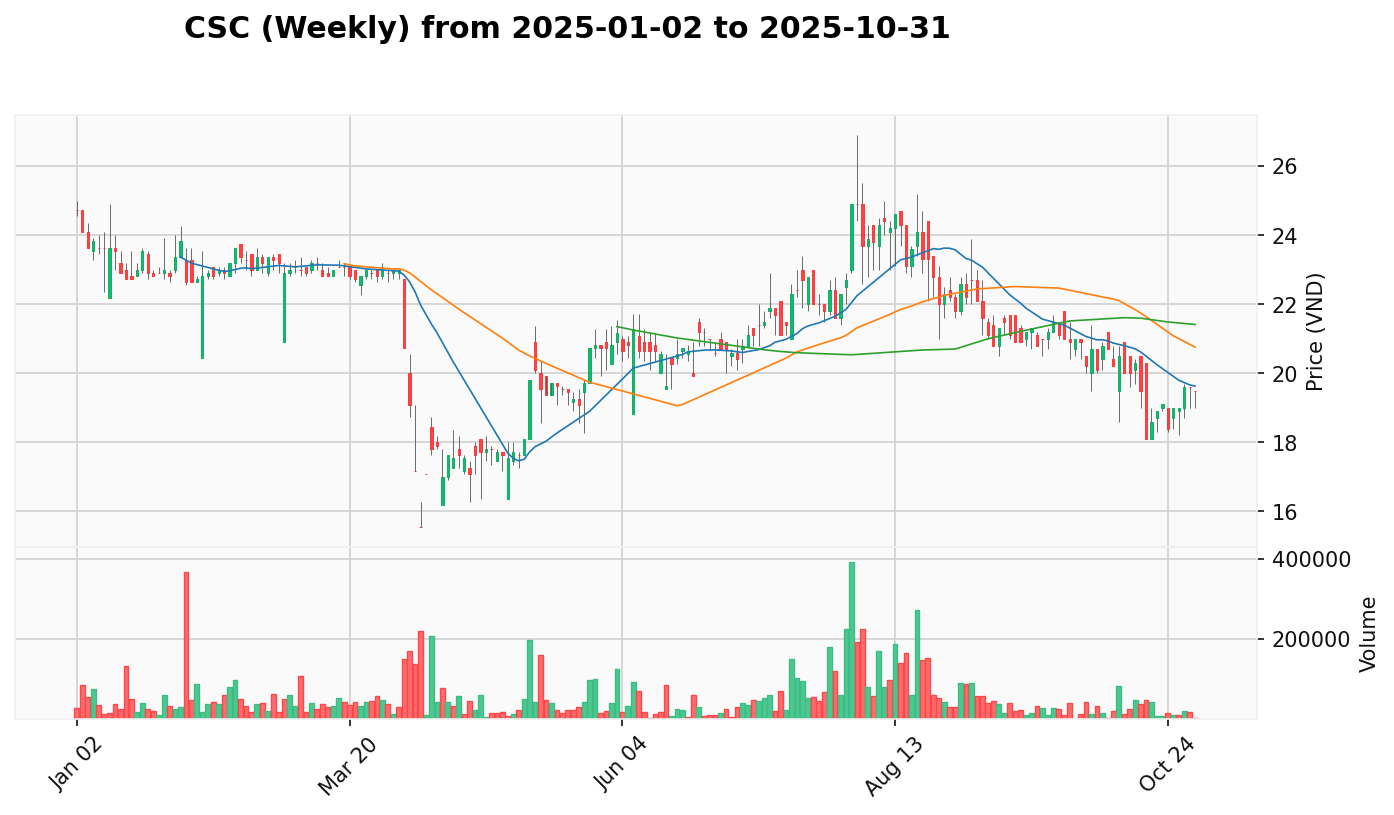 CSC (Weekly) from 2025-01-02 to 2025-10-31
26
24
22
20
18
16
Price (VND)
400000
200000
Volume
Jan 02
Mar 20
Jun 04
Aug 13
Oct 24